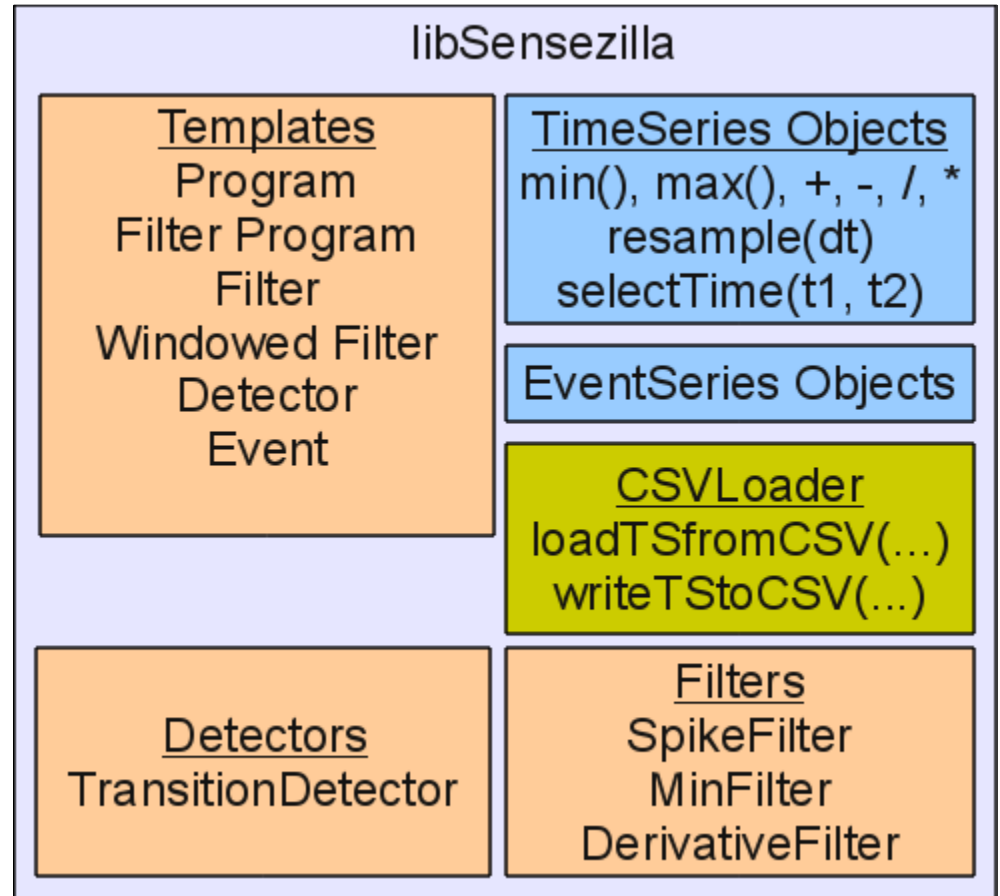 libSensezilla
Templates
Program
Filter Program
Filter
Windowed Filter
Detector
Event
TimeSeries Objects
min(), max(), +, -, /, *
resample(dt)
selectTime(t1, t2)
EventSeries Objects
CSVLoader
loadTSfromCSV(...)
writeTStoCSV(...)
Detectors
TransitionDetector
Filters
SpikeFilter
MinFilter
DerivativeFilter